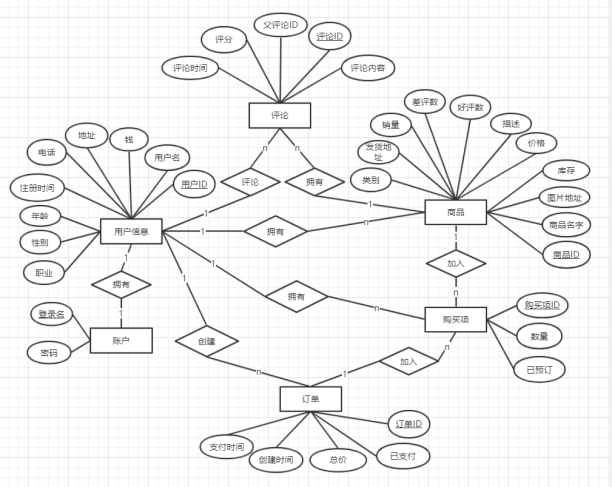 父评论ID
评分
评论ID
评论时间
评论内容
评论
差评数
好评数
销量
描述
地址
钱
发货地
址
价格
电话
用户名
库存
类别
注册时间
用户ID
评论
拥有
图片地址
年龄
商品
用户信息
拥有
商品名字
性别
商品ID
职业
加入
拥有
拥有
购买项ID
登录名
购买项
数量
账户
创建
密码
加入
已预订
订单
订单ID
支付时间
创建时间
总价
已支付
n
n
1
1
1
n
1
1
1
n
1
n
1
n
1
n
n
1